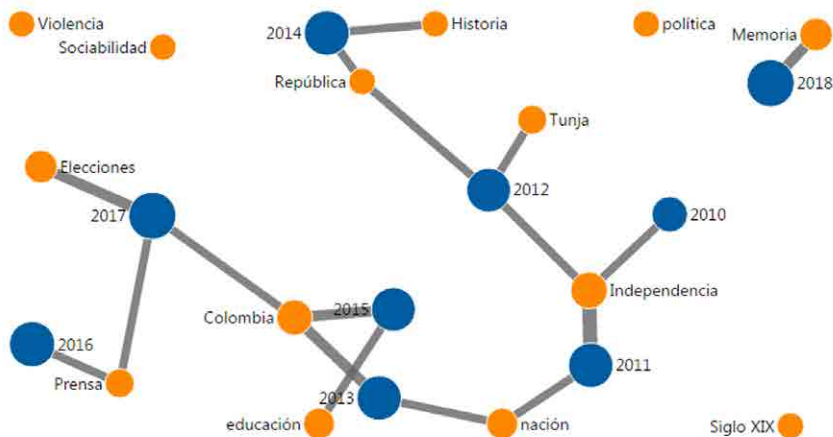 Violencia
Sociabilidad
2014
Historia
política
Memoria
2018
República
Tunja
Elecciones
2012
2017
2010
Independencia
Colombia
2015
2016
2011
Prensa
2013
educación
nación
Siglo XIX